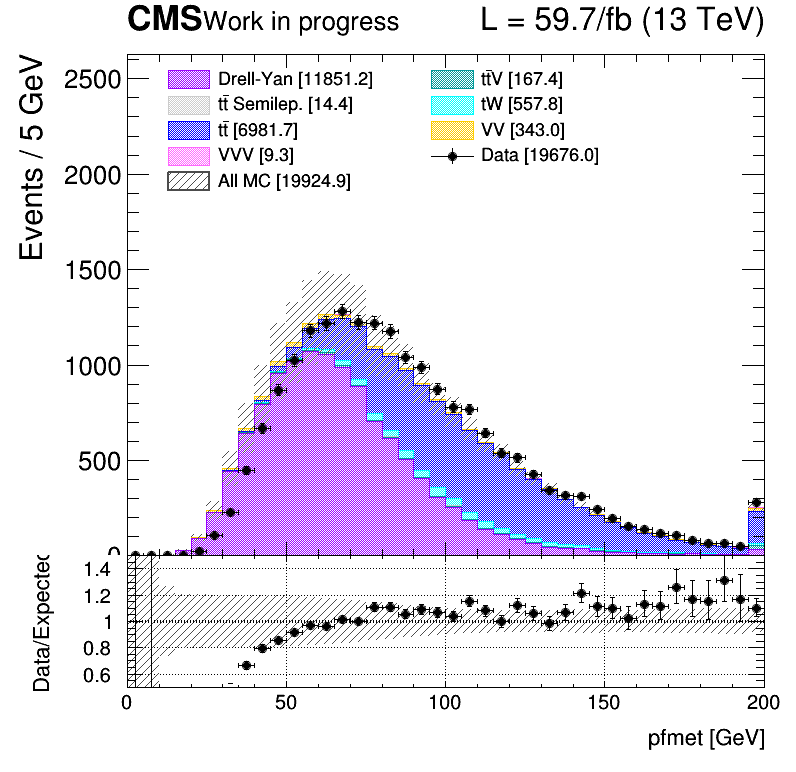 CMS Work in progress L = 59.7/fb (13 TeV)
Events / 5 GeV
2500
2000
1500
1000
500
0
Drell-Yan [11851.2]
tt̄ Semilep. [14.4]
tt̄ [6981.7]
VVV [9.3]
All MC [19924.9]
tt̄V [167.4]
tW [557.8]
VV [343.0]
Data [19676.0]
Data/Expected
1.4
1.2
1
0.8
0.6
0 50 100 150 200
pfmet [GeV]